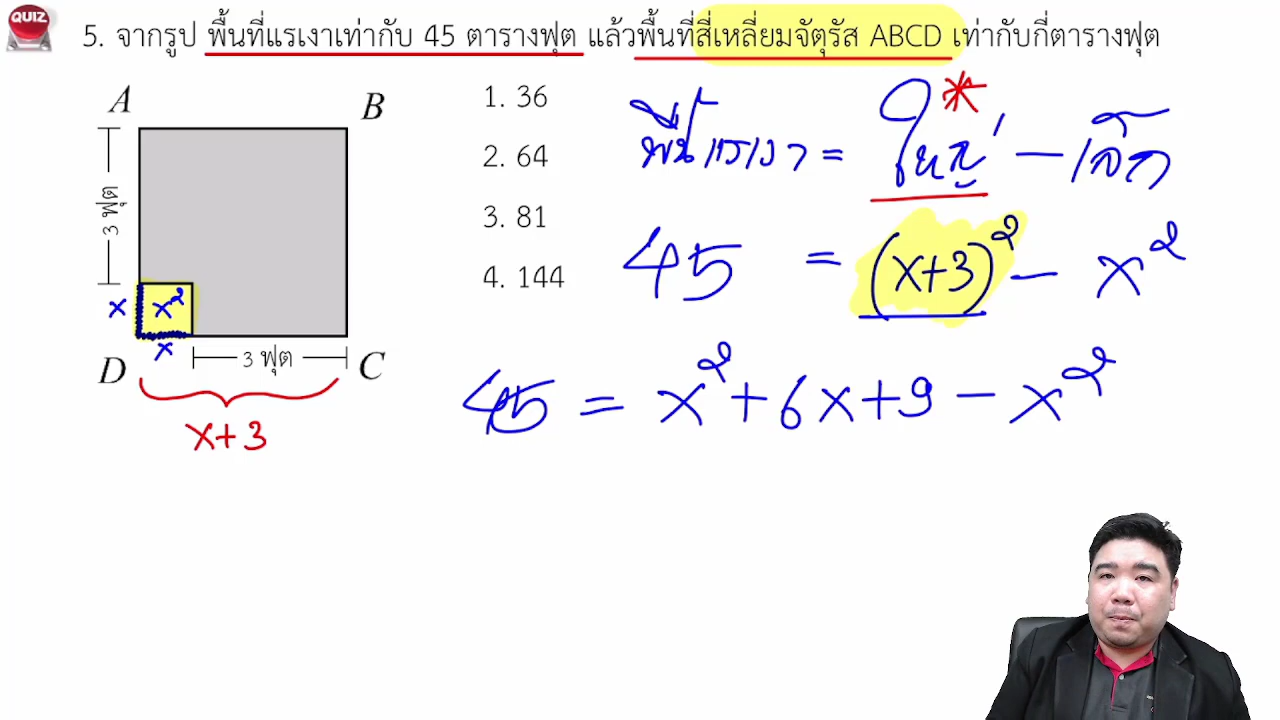 QUIZ
5. จากรูป พื้นที่แรเงาเท่ากับ 45 ตารางฟุต แล้วพื้นที่สี่เหลี่ยมจัตุรัส ABCD เท่ากับกี่ตารางฟุต
A
B
3 ฟุต
x
x²
x
D
3 ฟุต
C
x+3
1. 36
2. 64
3. 81
4. 144
พื้นที่แรเงา = ใหญ่ - เล็ก
*
45 = (x+3)² - x²
45 = x² + 6x + 9 - x²